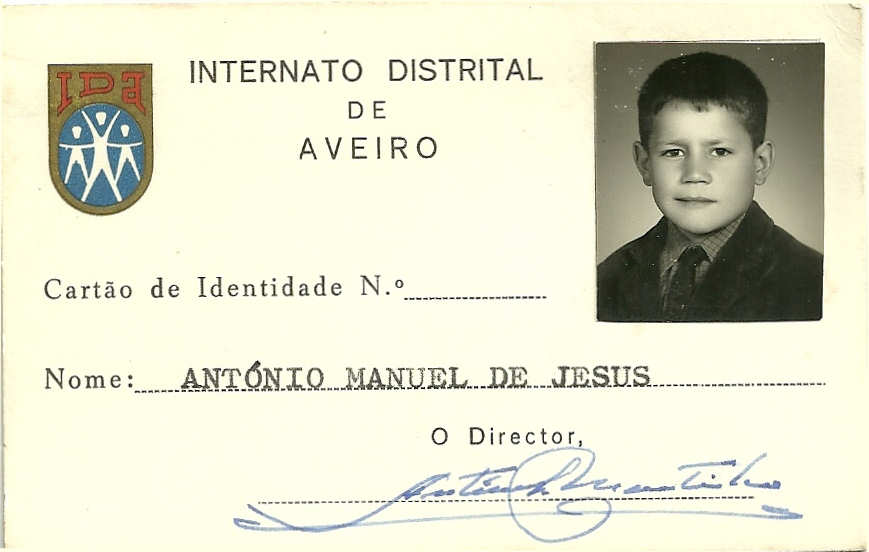 IDA
INTERNATO DISTRITAL
DE
AVEIRO
Cartão de Identidade N.º
Nome: ANTÓNIO MANUEL DE JESUS
O Director,